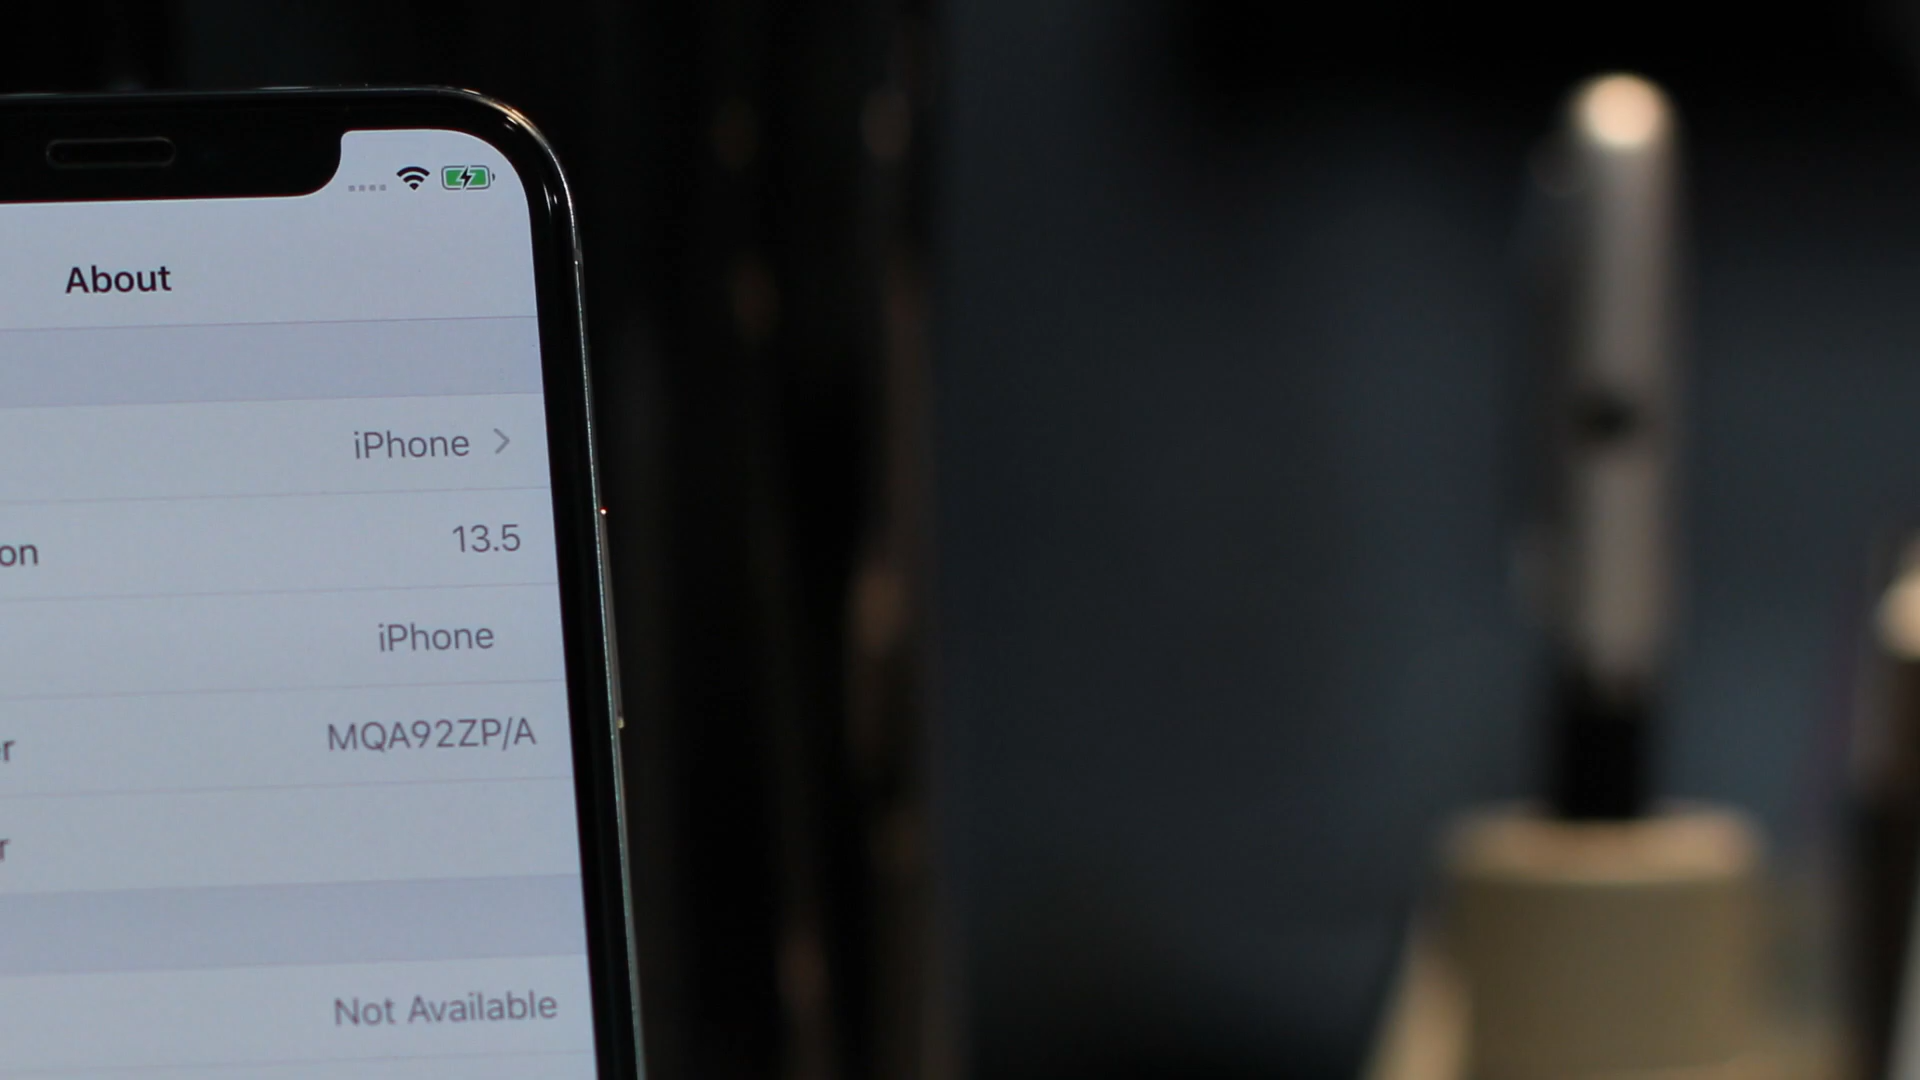 About
iPhone
on 13.5
iPhone
r MQA92ZP/A
r
Not Available